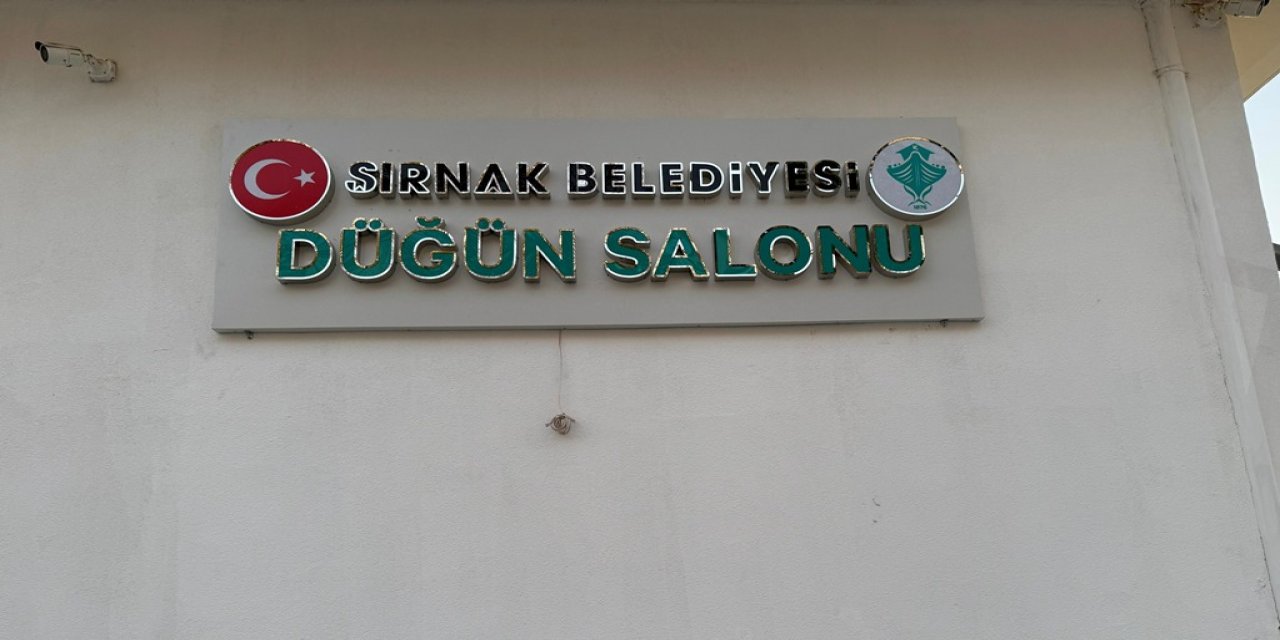 ŞIRNAK BELEDİYESİ
DÜĞÜN SALONU